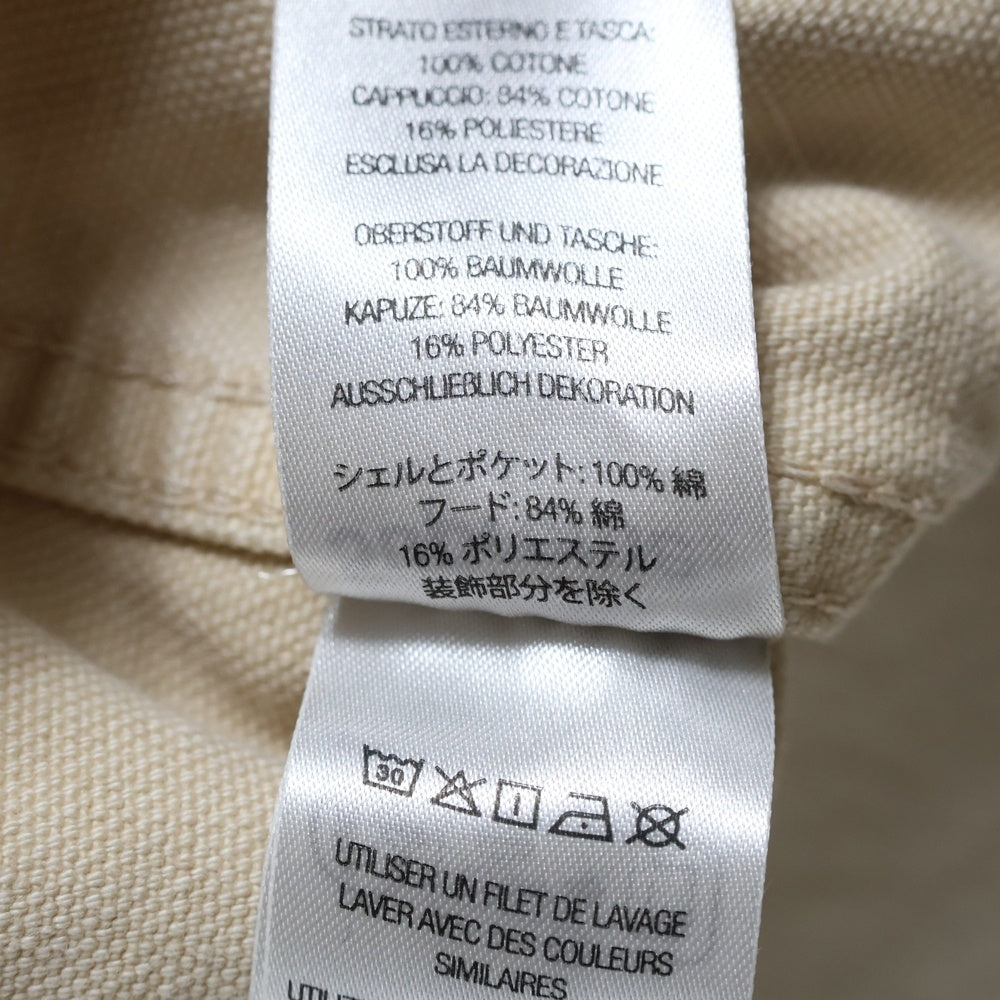 STRATO ESTERNO E TASCA:
100% COTONE
CAPPUCCIO: 84% COTONE
16% POLIESTERE
ESCLUSA LA DECORAZIONE
OBERSTOFF UND TASCHE:
100% BAUMWOLLE
KAPUZE: 84% BAUMWOLLE
16% POLYESTER
AUSSCHLIEßLICH DEKORATION
シェルとポケット: 100% 綿
フード: 84% 綿
16% ポリエステル
装飾部分を除く
30
UTILISER UN FILET DE LAVAGE
LAVER AVEC DES COULEURS
SIMILAIRES